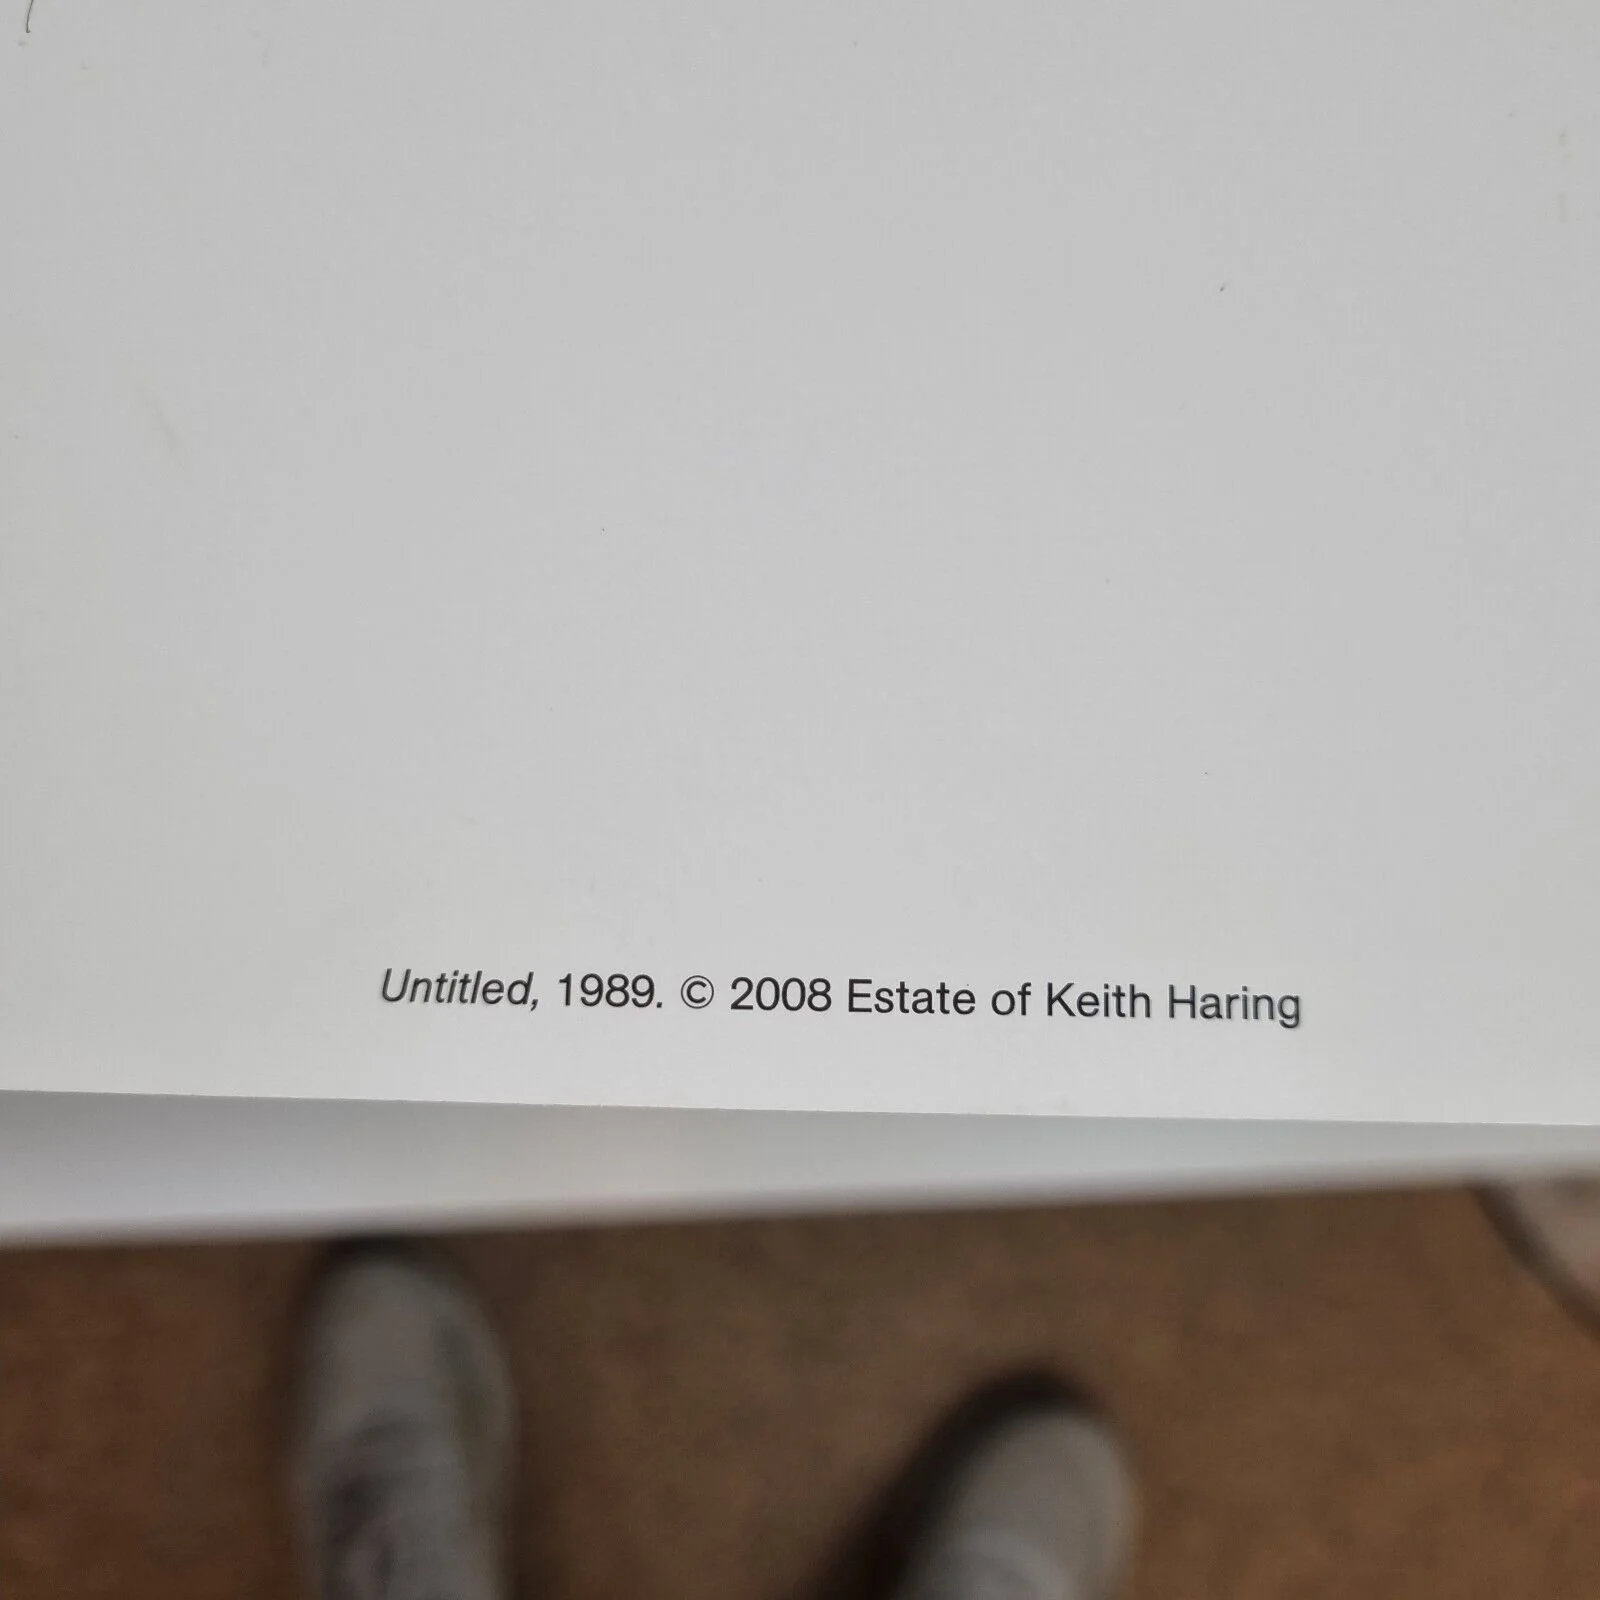 Untitled, 1989. © 2008 Estate of Keith Haring